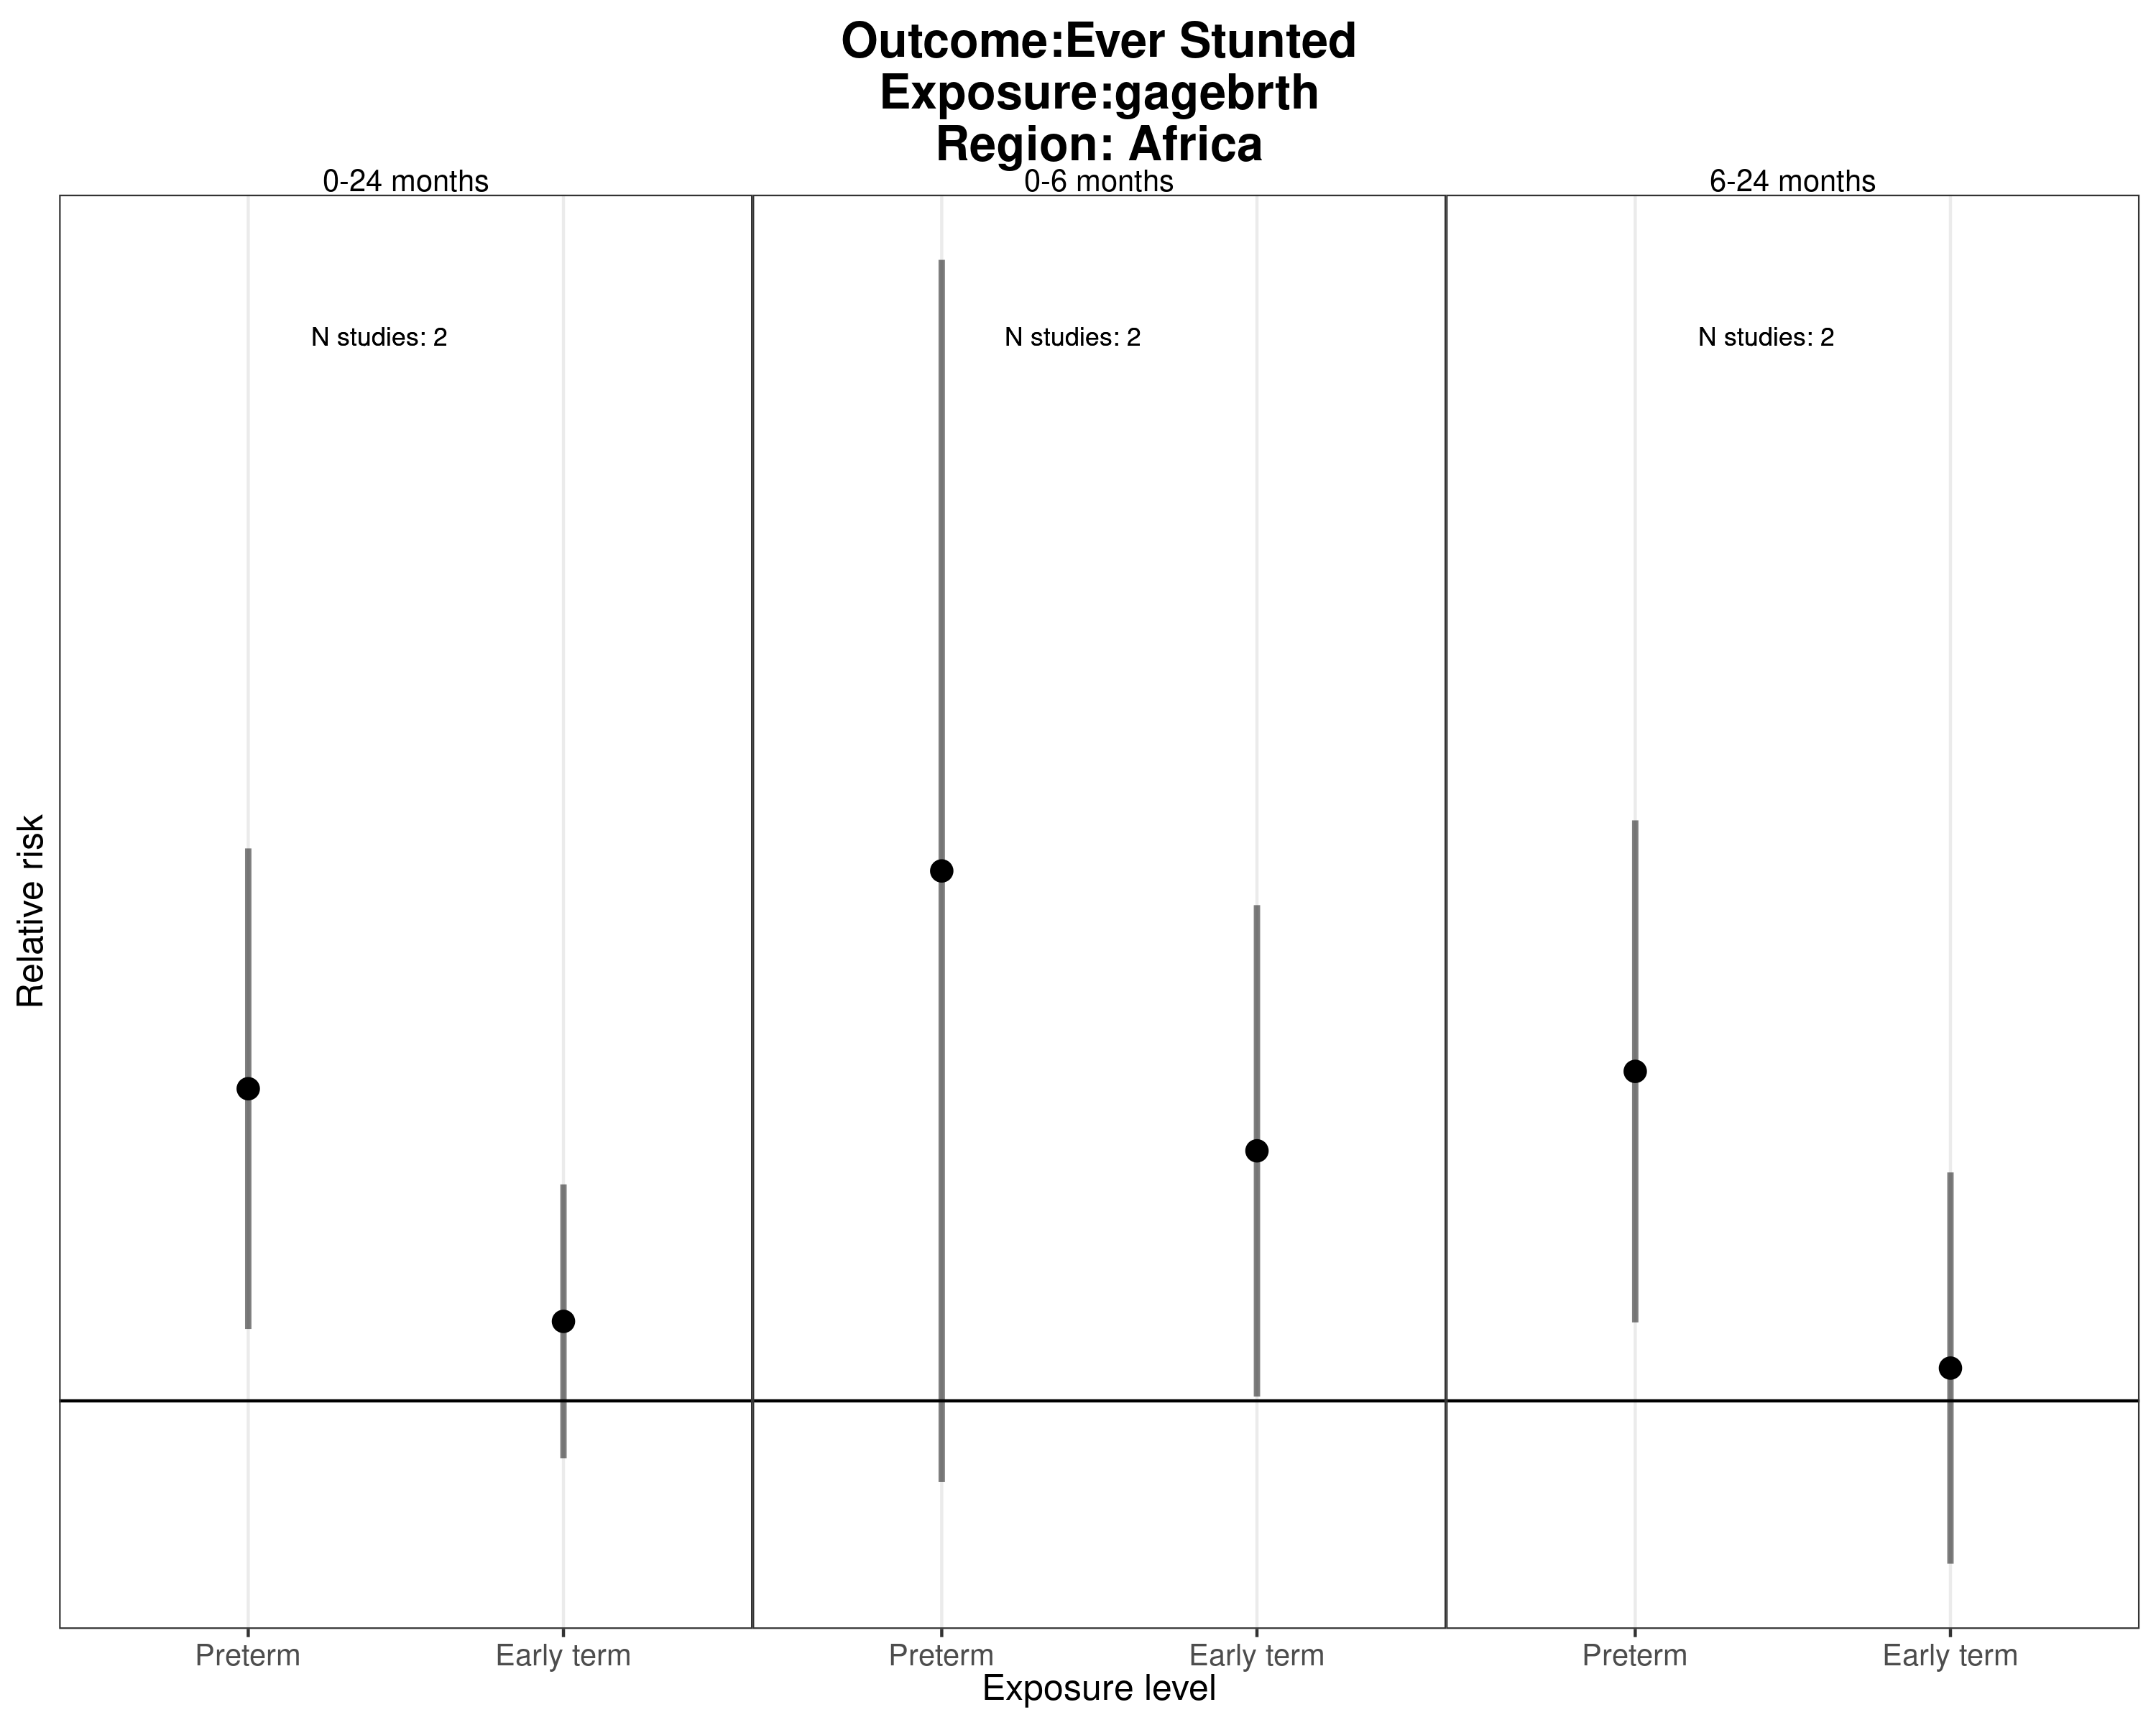 Outcome:Ever Stunted
Exposure:gagebrth
Region: Africa
0-24 months
0-6 months
6-24 months
N studies: 2
N studies: 2
N studies: 2
Relative risk
Preterm
Early term
Preterm
Early term
Preterm
Early term
Exposure level